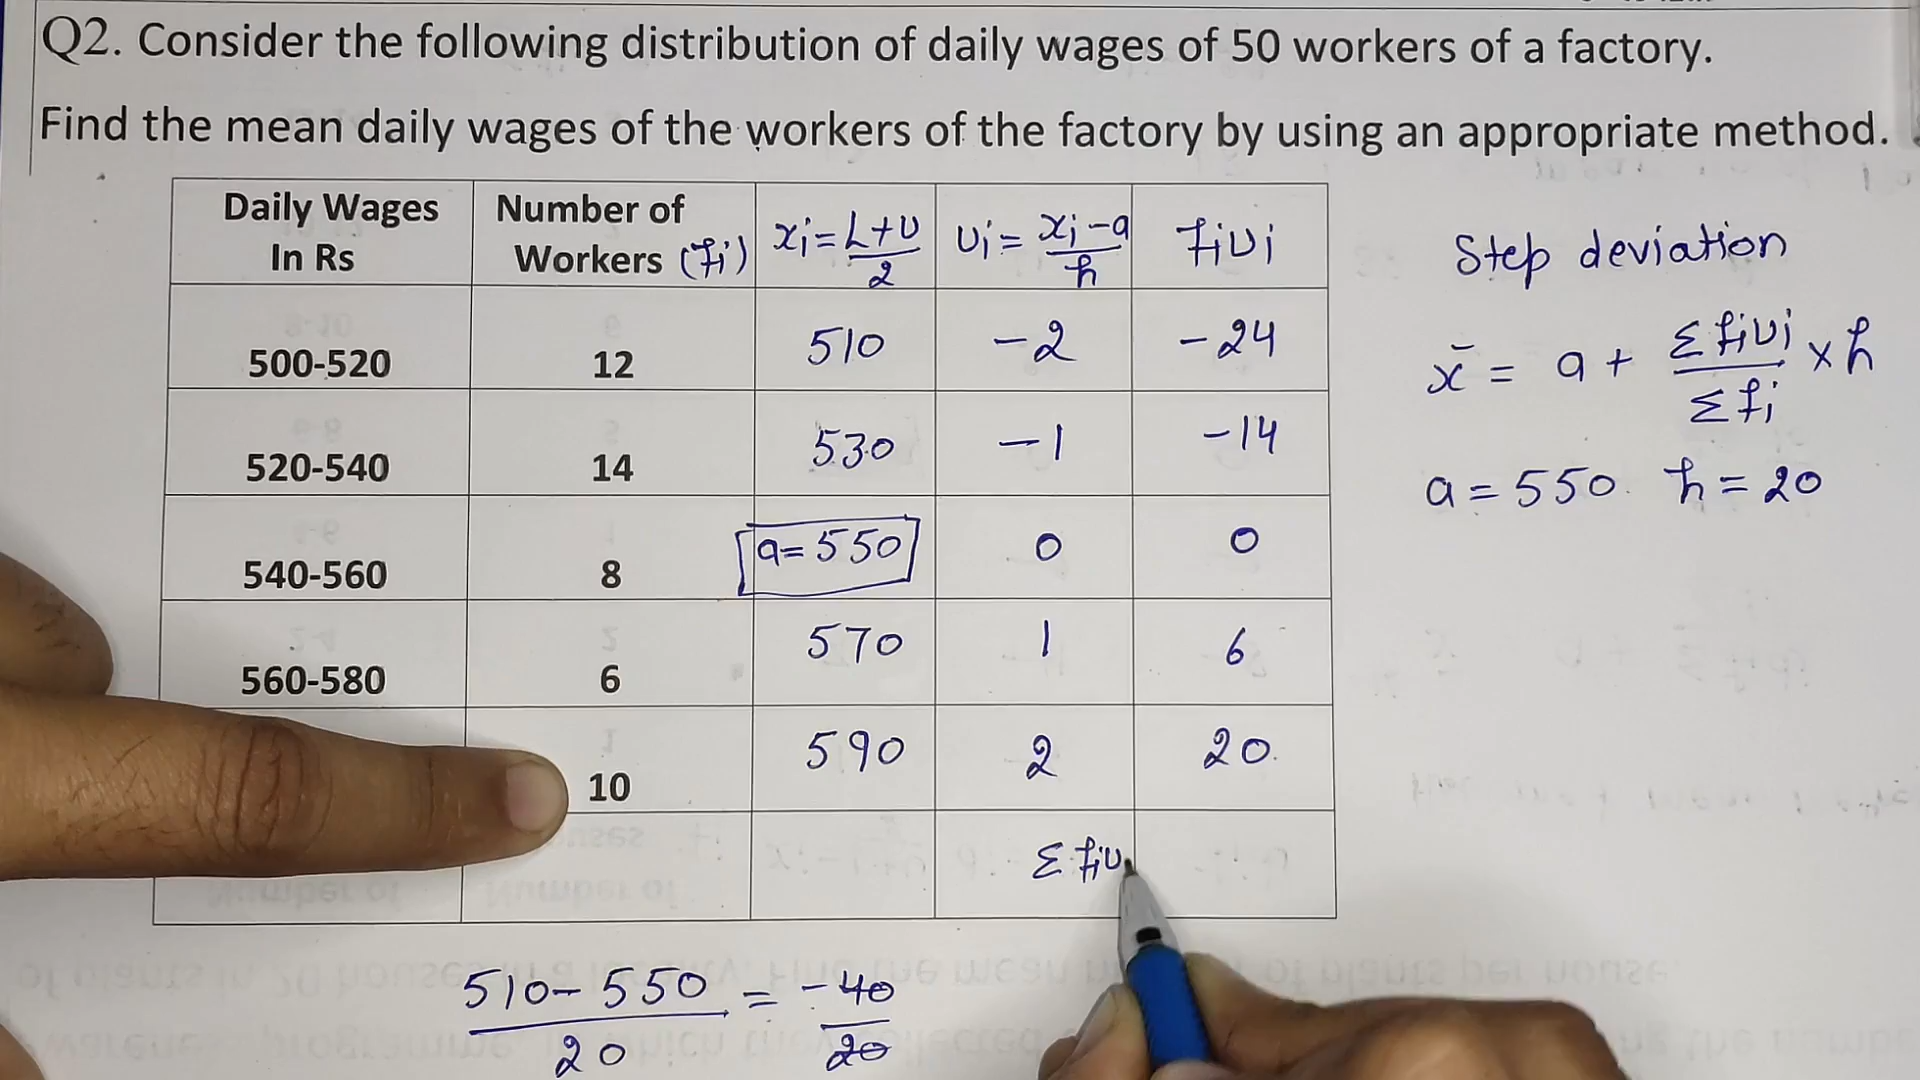 Q2. Consider the following distribution of daily wages of 50 workers of a factory.
Find the mean daily wages of the workers of the factory by using an appropriate method.
Daily Wages In Rs | Number of Workers (fi) | xi = L+U/2 | Ui = xi-a/h | fiUi
500-520 | 12 | 510 | -2 | -24
520-540 | 14 | 530 | -1 | -14
540-560 | 8 | a=550 | 0 | 0
560-580 | 6 | 570 | 1 | 6
10 | 590 | 2 | 20
Σ fiU
Step deviation
x̄ = a + Σ fiUi/Σ fi × h
a = 550. h = 20
510-550/20 = -40/20